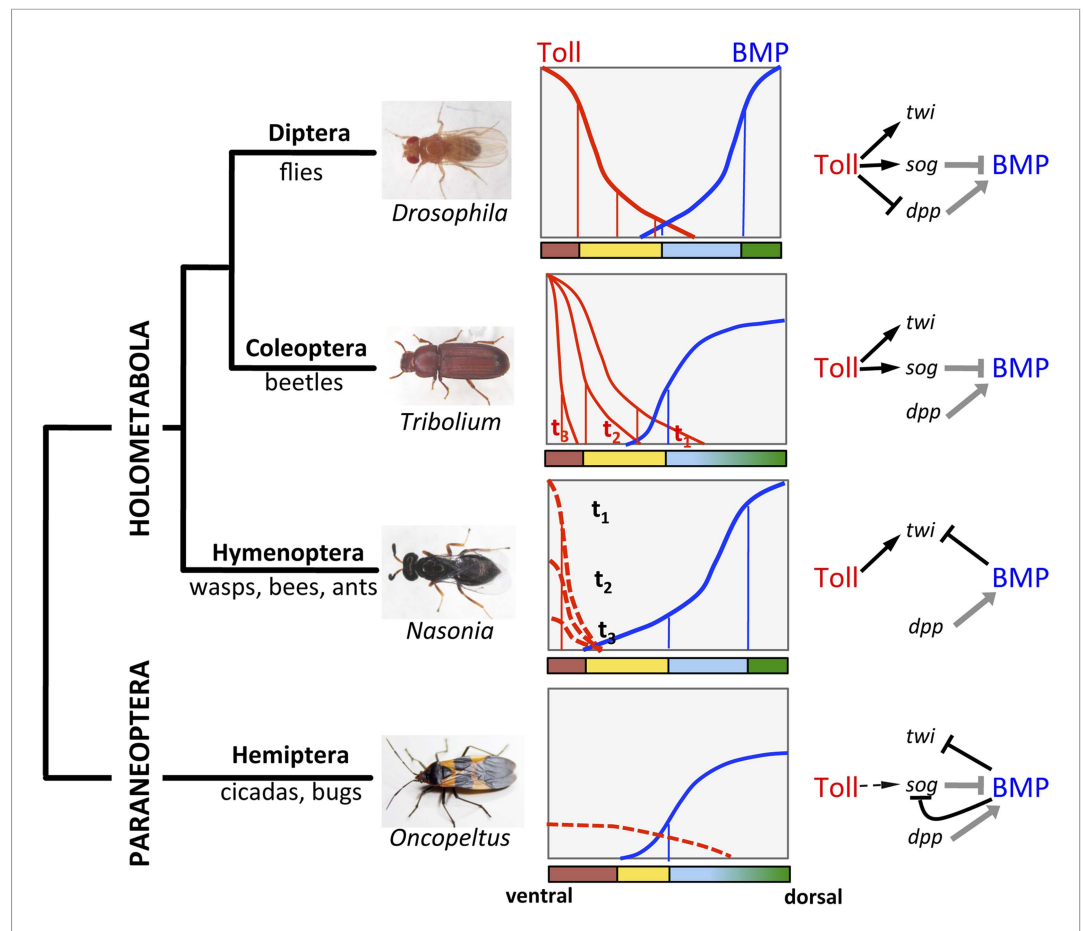 Toll BMP
Diptera
flies
Drosophila
twi
Toll sog BMP
dpp
HOLOMETABOLA
Coleoptera
beetles
Tribolium
t3 t2 t1
twi
Toll sog BMP
dpp
Hymenoptera
wasps, bees, ants
Nasonia
t1
t2
t3
twi
Toll BMP
dpp
PARANEOPTERA
Hemiptera
cicadas, bugs
Oncopeltus
twi
Toll sog BMP
dpp
ventral dorsal